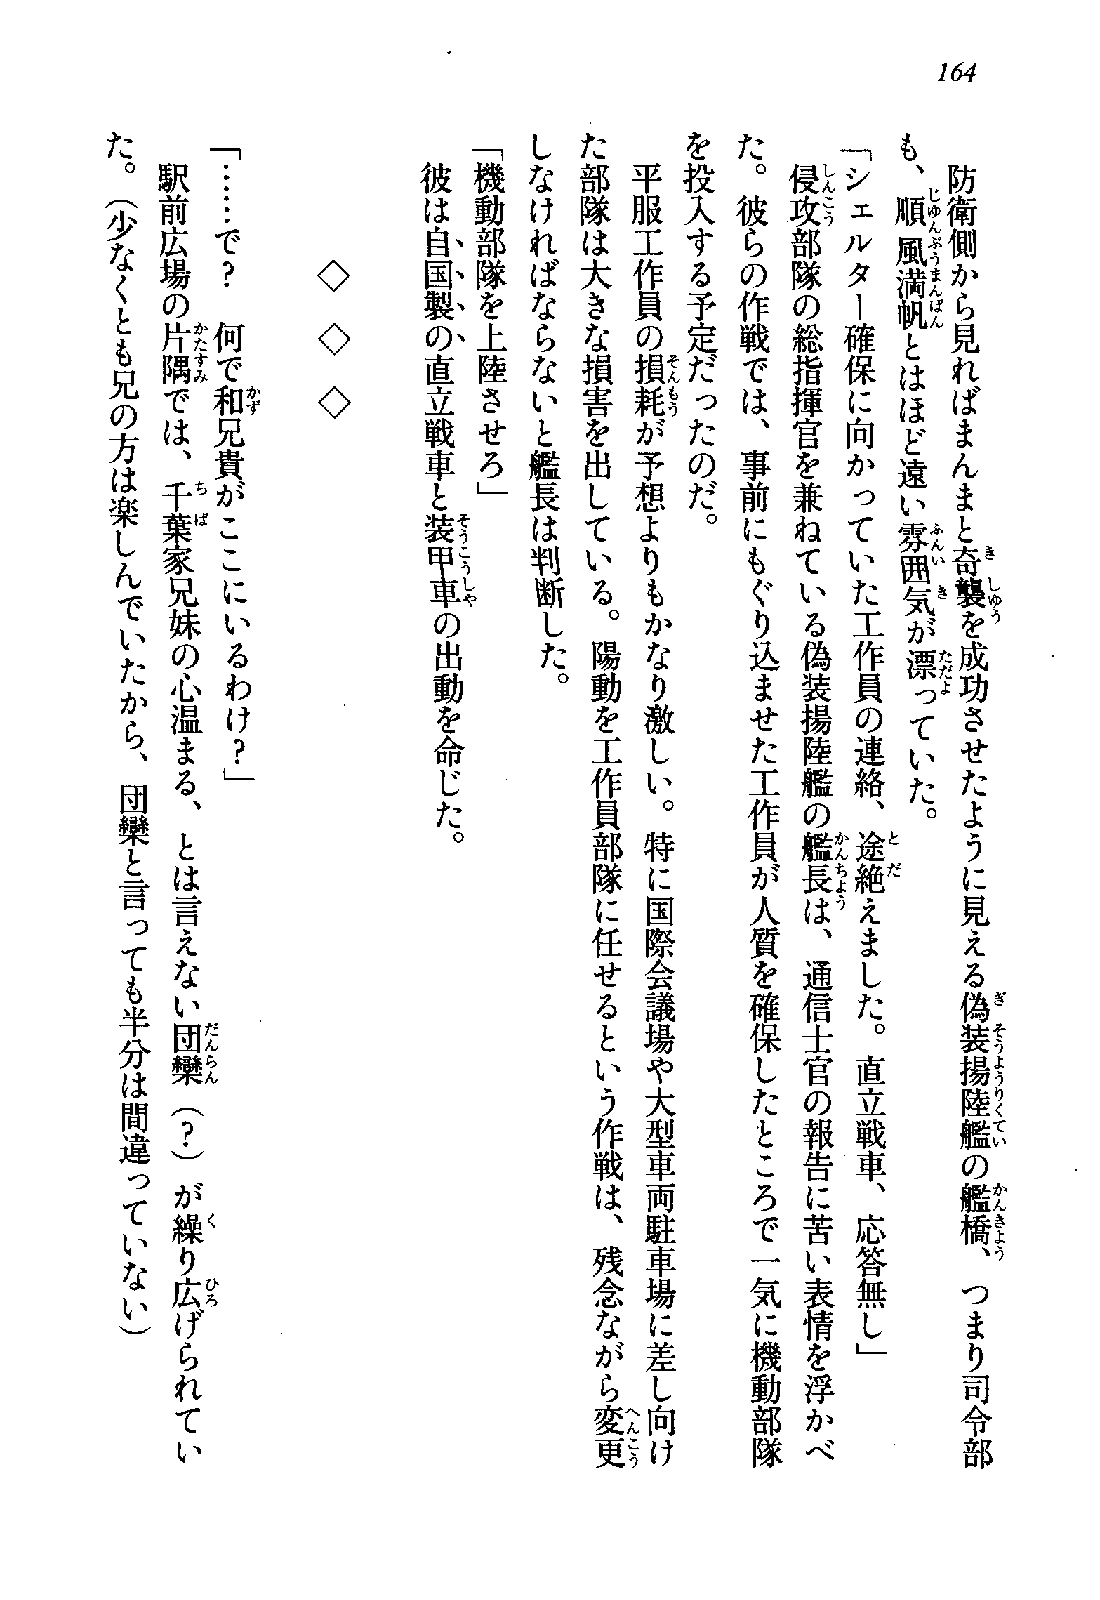 164
防衛側から見ればまんまと奇襲を成功させたように見える偽装揚陸艦の艦橋、つまり司令部
も、順風満帆とはほど遠い雰囲気が漂っていた。
「シェルター確保に向かっていた工作員の連絡、途絶えました。直立戦車、応答無し」
侵攻部隊の総指揮官を兼ねている偽装揚陸艦の艦長は、通信士官の報告に苦い表情を浮かべ
た。彼らの作戦では、事前にもぐり込ませた工作員が人質を確保したところで一気に機動部隊
を投入する予定だったのだ。
平服工作員の損耗が予想よりもかなり激しい。特に国際会議場や大型車両駐車場に差し向け
た部隊は大きな損害を出している。陽動を工作員部隊に任せるという作戦は、残念ながら変更
しなければならないと艦長は判断した。
「機動部隊を上陸させろ」
彼は自国製の直立戦車と装甲車の出動を命じた。
◇ ◇ ◇
「……で？　何で和兄貴がここにいるわけ？」
駅前広場の片隅では、千葉家兄妹の心温まる、とは言えない団欒（？）が繰り広げられてい
た。（少なくとも兄の方は楽しんでいたから、団欒と言っても半分は間違っていない）